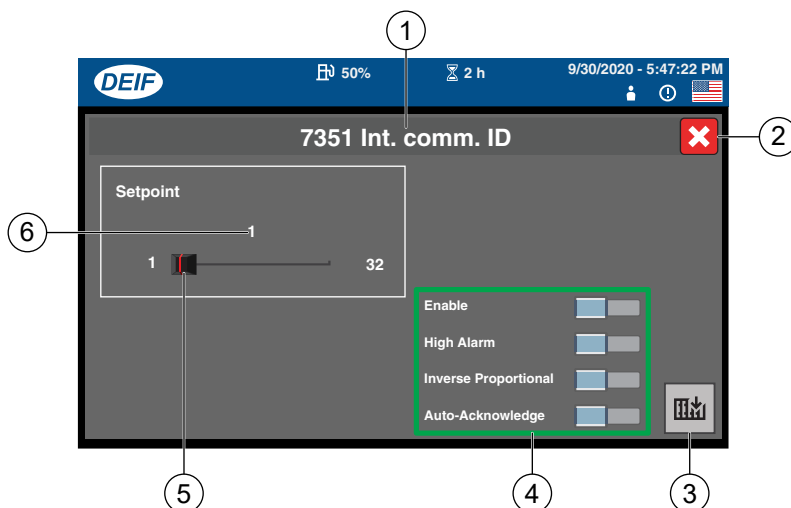 1
DEIF
50%
2 h
9/30/2020 - 5:47:22 PM
7351 Int. comm. ID
2
Setpoint
6
1
1
32
Enable
High Alarm
Inverse Proportional
Auto-Acknowledge
5
4
3